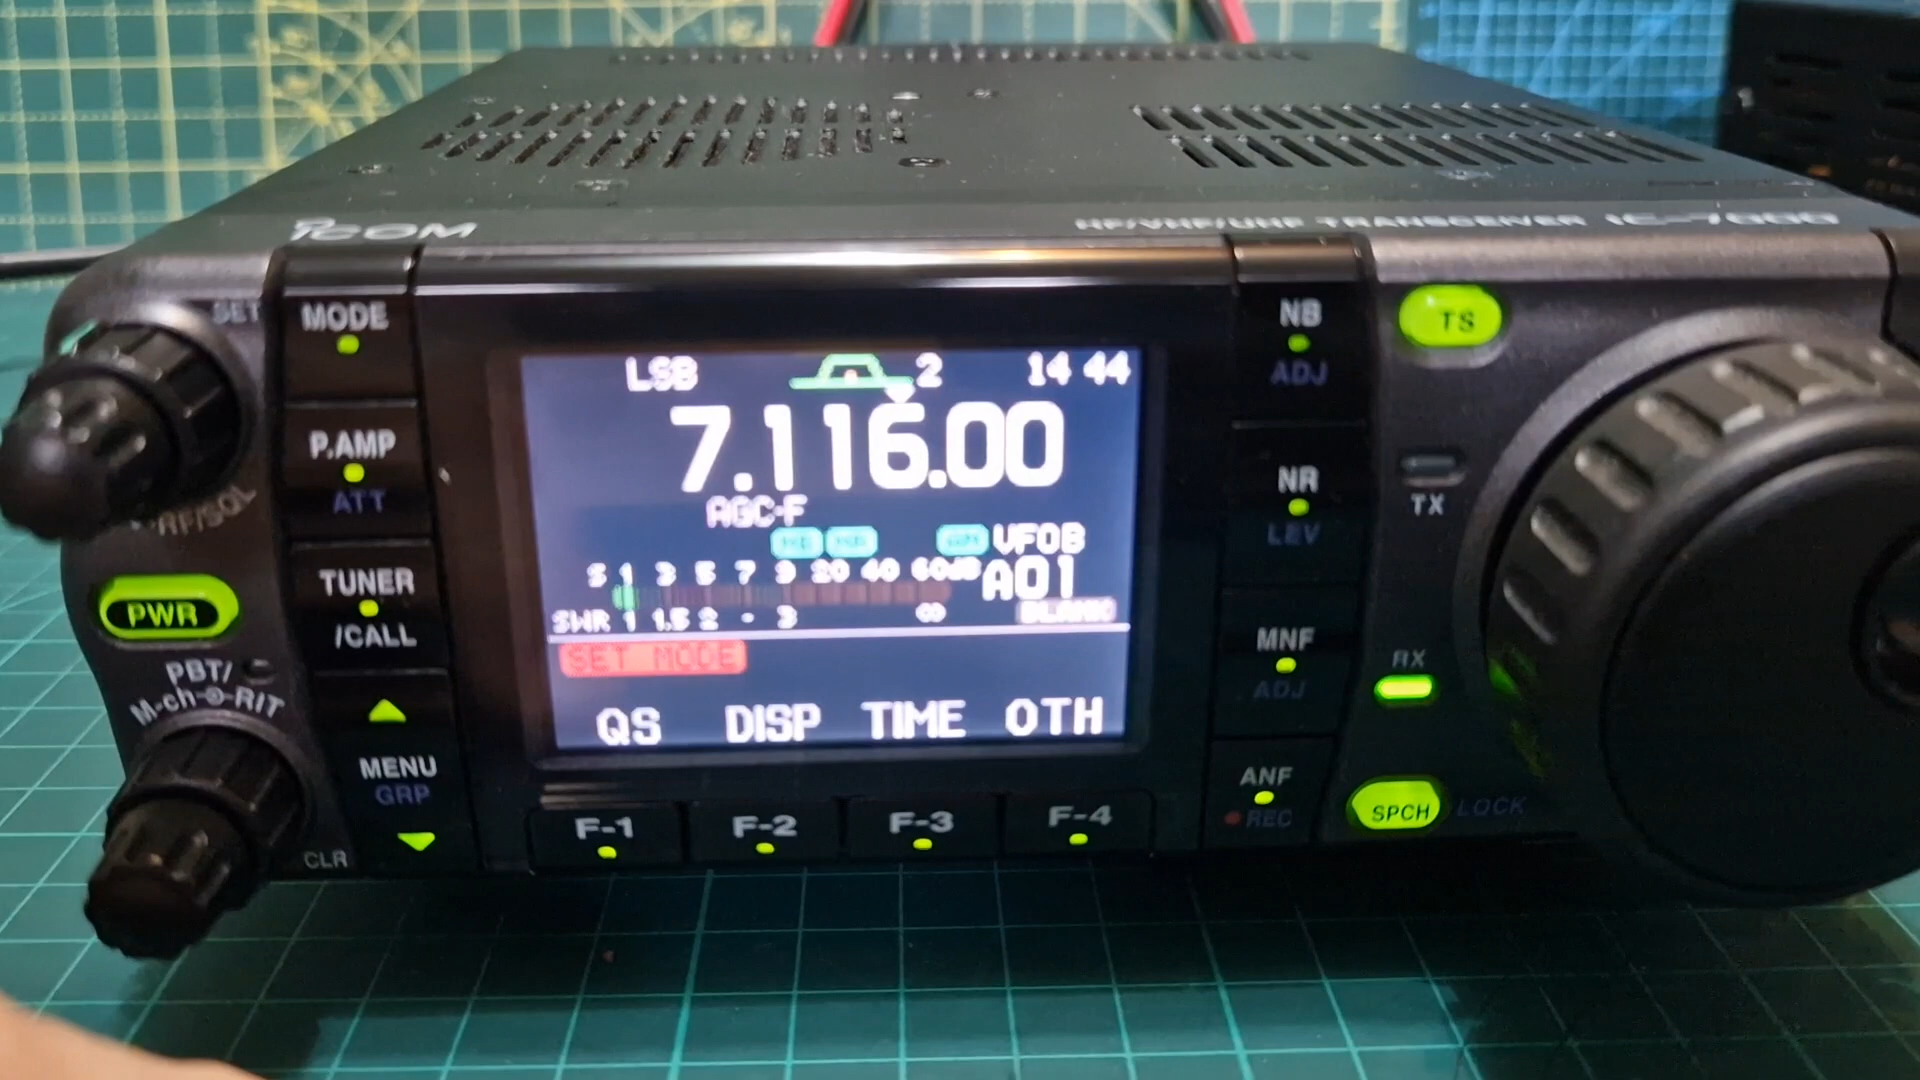 ICOM
HF/VHF/UHF TRANSCEIVER IC-7000
SET
MODE
P.AMP
ATT
RF/SQL
TUNER
/CALL
PWR
PBT/
M-ch RIT
MENU
GRP
CLR
LSB 2 14 44
7.116.00
AGC-F
VFOB
S 1 3 5 7 9 20 40 60dB A01
SWR 1 1.5 2 - 3 ∞ BLANK
SET MODE
QS DISP TIME OTH
F-1 F-2 F-3 F-4
NB
ADJ
NR
LEV
MNF
ADJ
ANF
REC
TS
TX
RX
SPCH LOCK